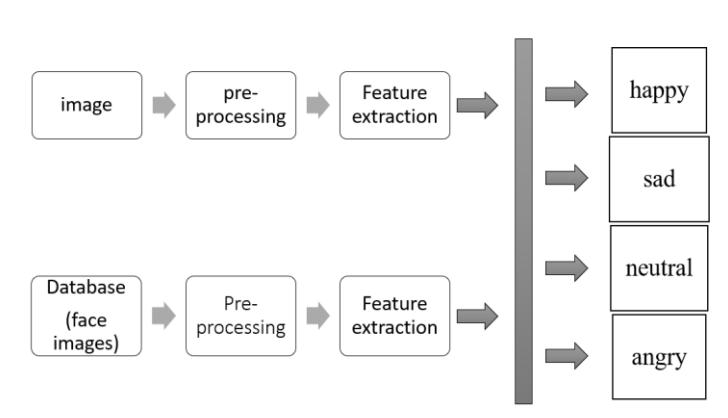 image
pre-
processing
Feature
extraction
happy
sad
neutral
angry
Database
(face
images)
Pre-
processing
Feature
extraction